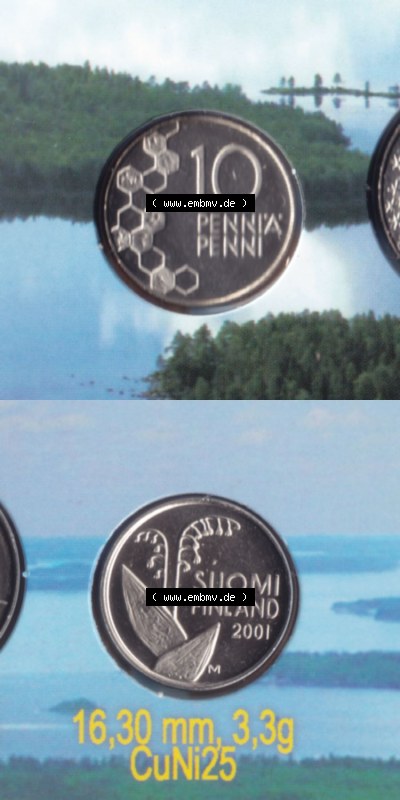 10
( www.embmv.de )
PENNIÄ
PENNI
SUOMI
( www.embmv.de )
FINLAND
2001
M
16,30 mm, 3,3g
CuNi25